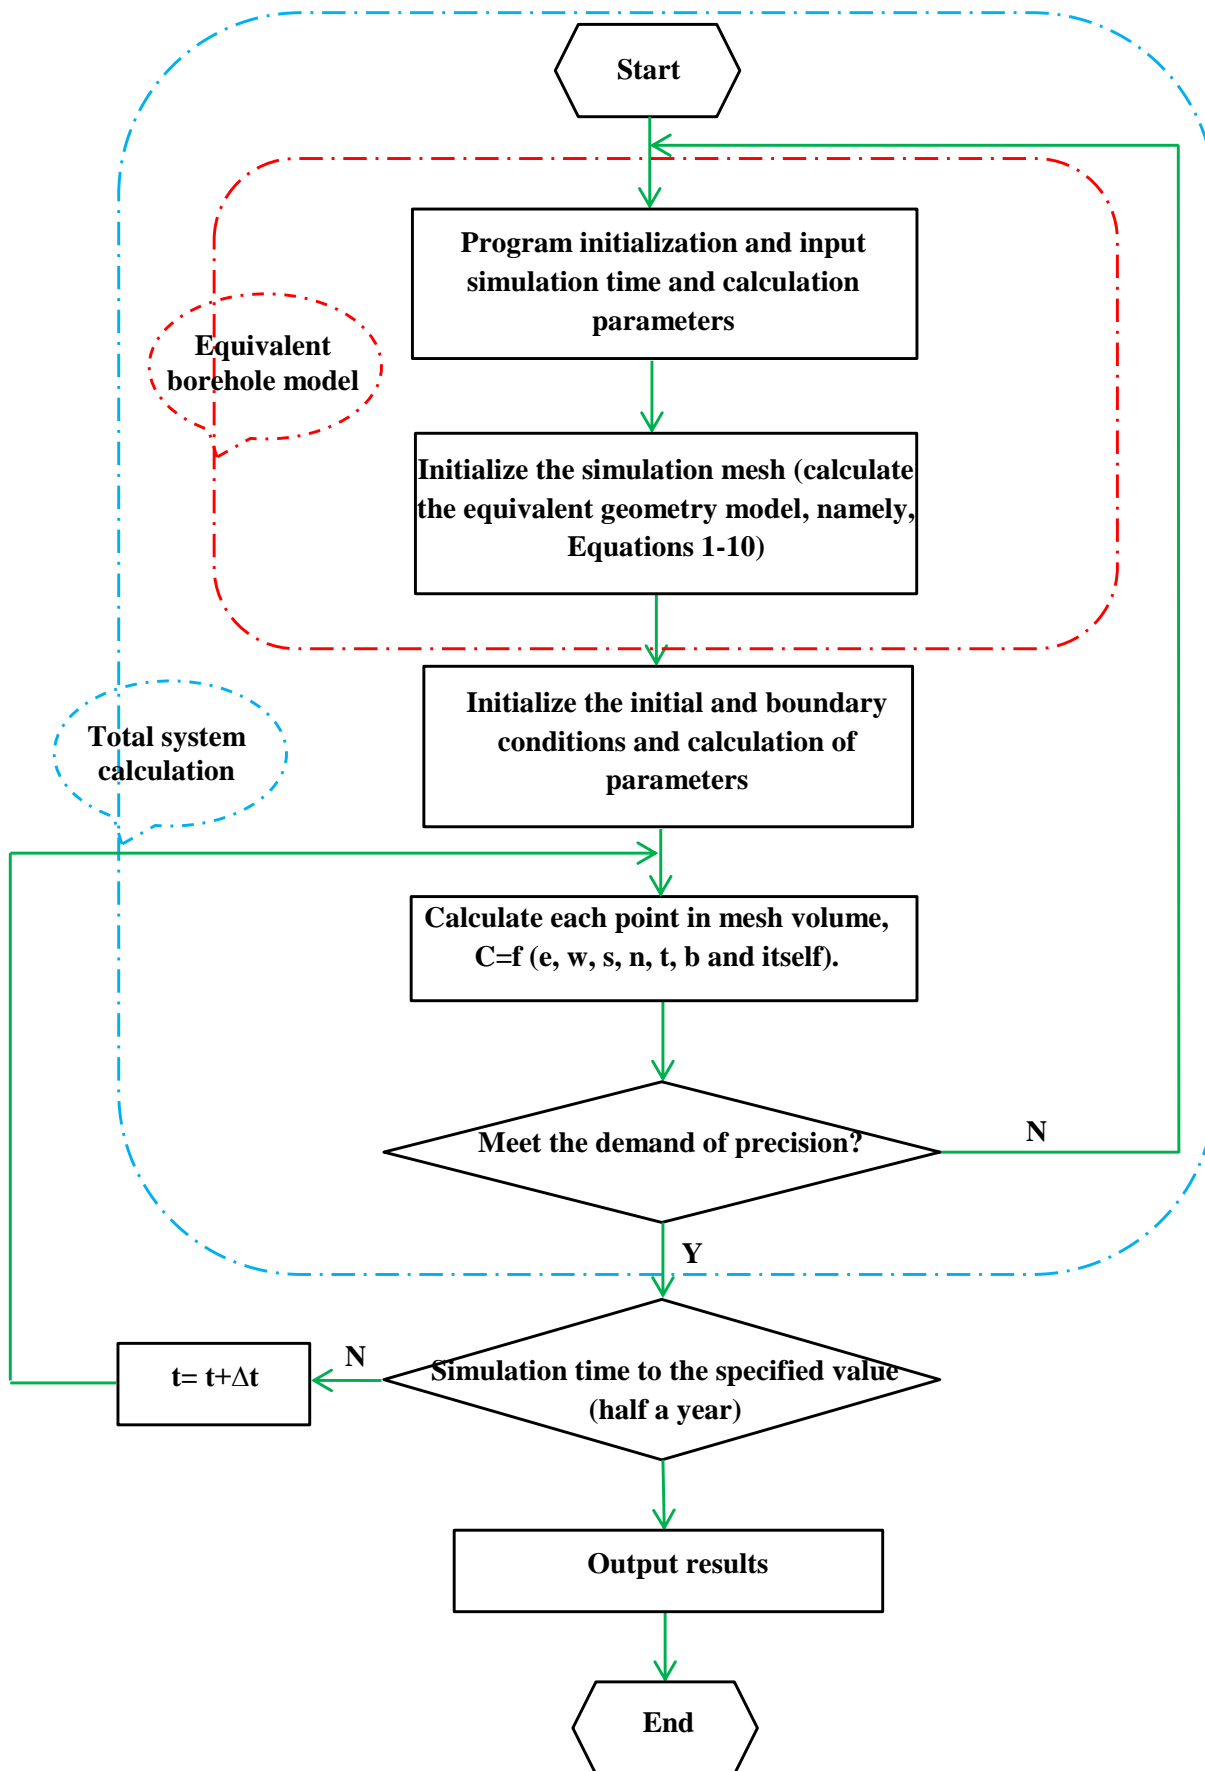 Start
Program initialization and input
simulation time and calculation
parameters
Equivalent
borehole model
Initialize the simulation mesh (calculate
the equivalent geometry model, namely,
Equations 1-10)
Initialize the initial and boundary
conditions and calculation of
parameters
Total system
calculation
Calculate each point in mesh volume,
C=f (e, w, s, n, t, b and itself).
Meet the demand of precision?
N
Y
Simulation time to the specified value
(half a year)
N
t= t+Δt
Output results
End